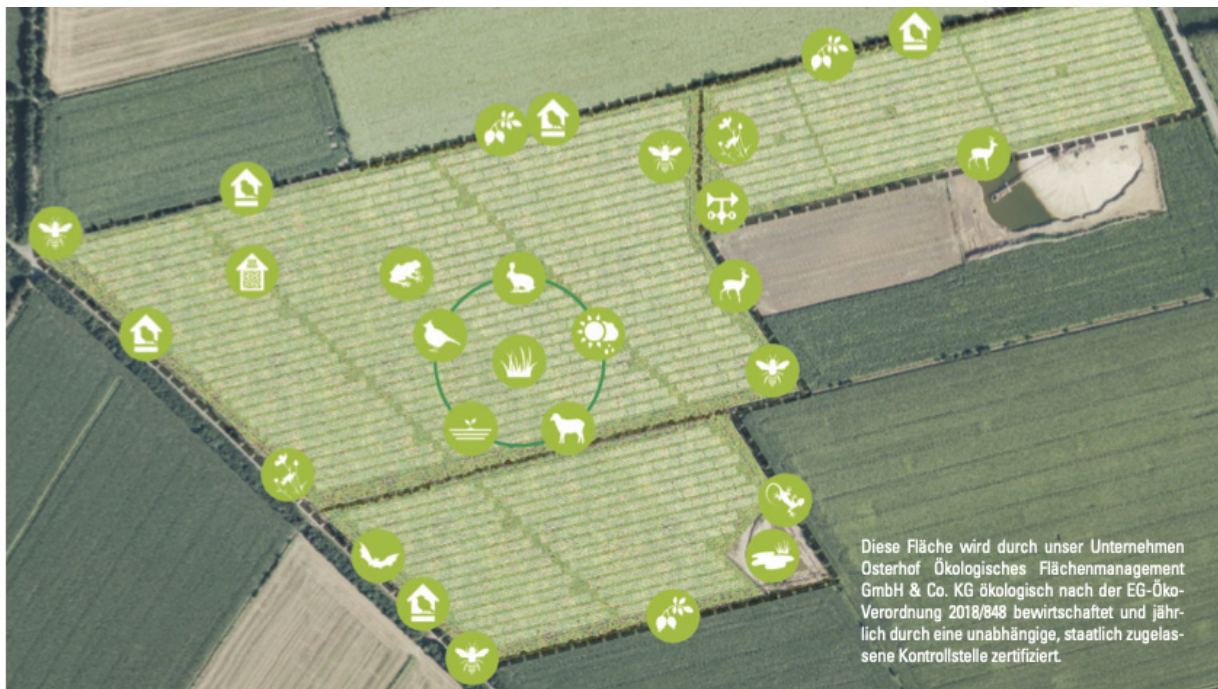 Diese Fläche wird durch unser Unternehmen
Osterhof Ökologisches Flächenmanagement
GmbH & Co. KG ökologisch nach der EG-Öko-
Verordnung 2018/848 bewirtschaftet und jähr-
lich durch eine unabhängige, staatlich zugelas-
sene Kontrollstelle zertifiziert.